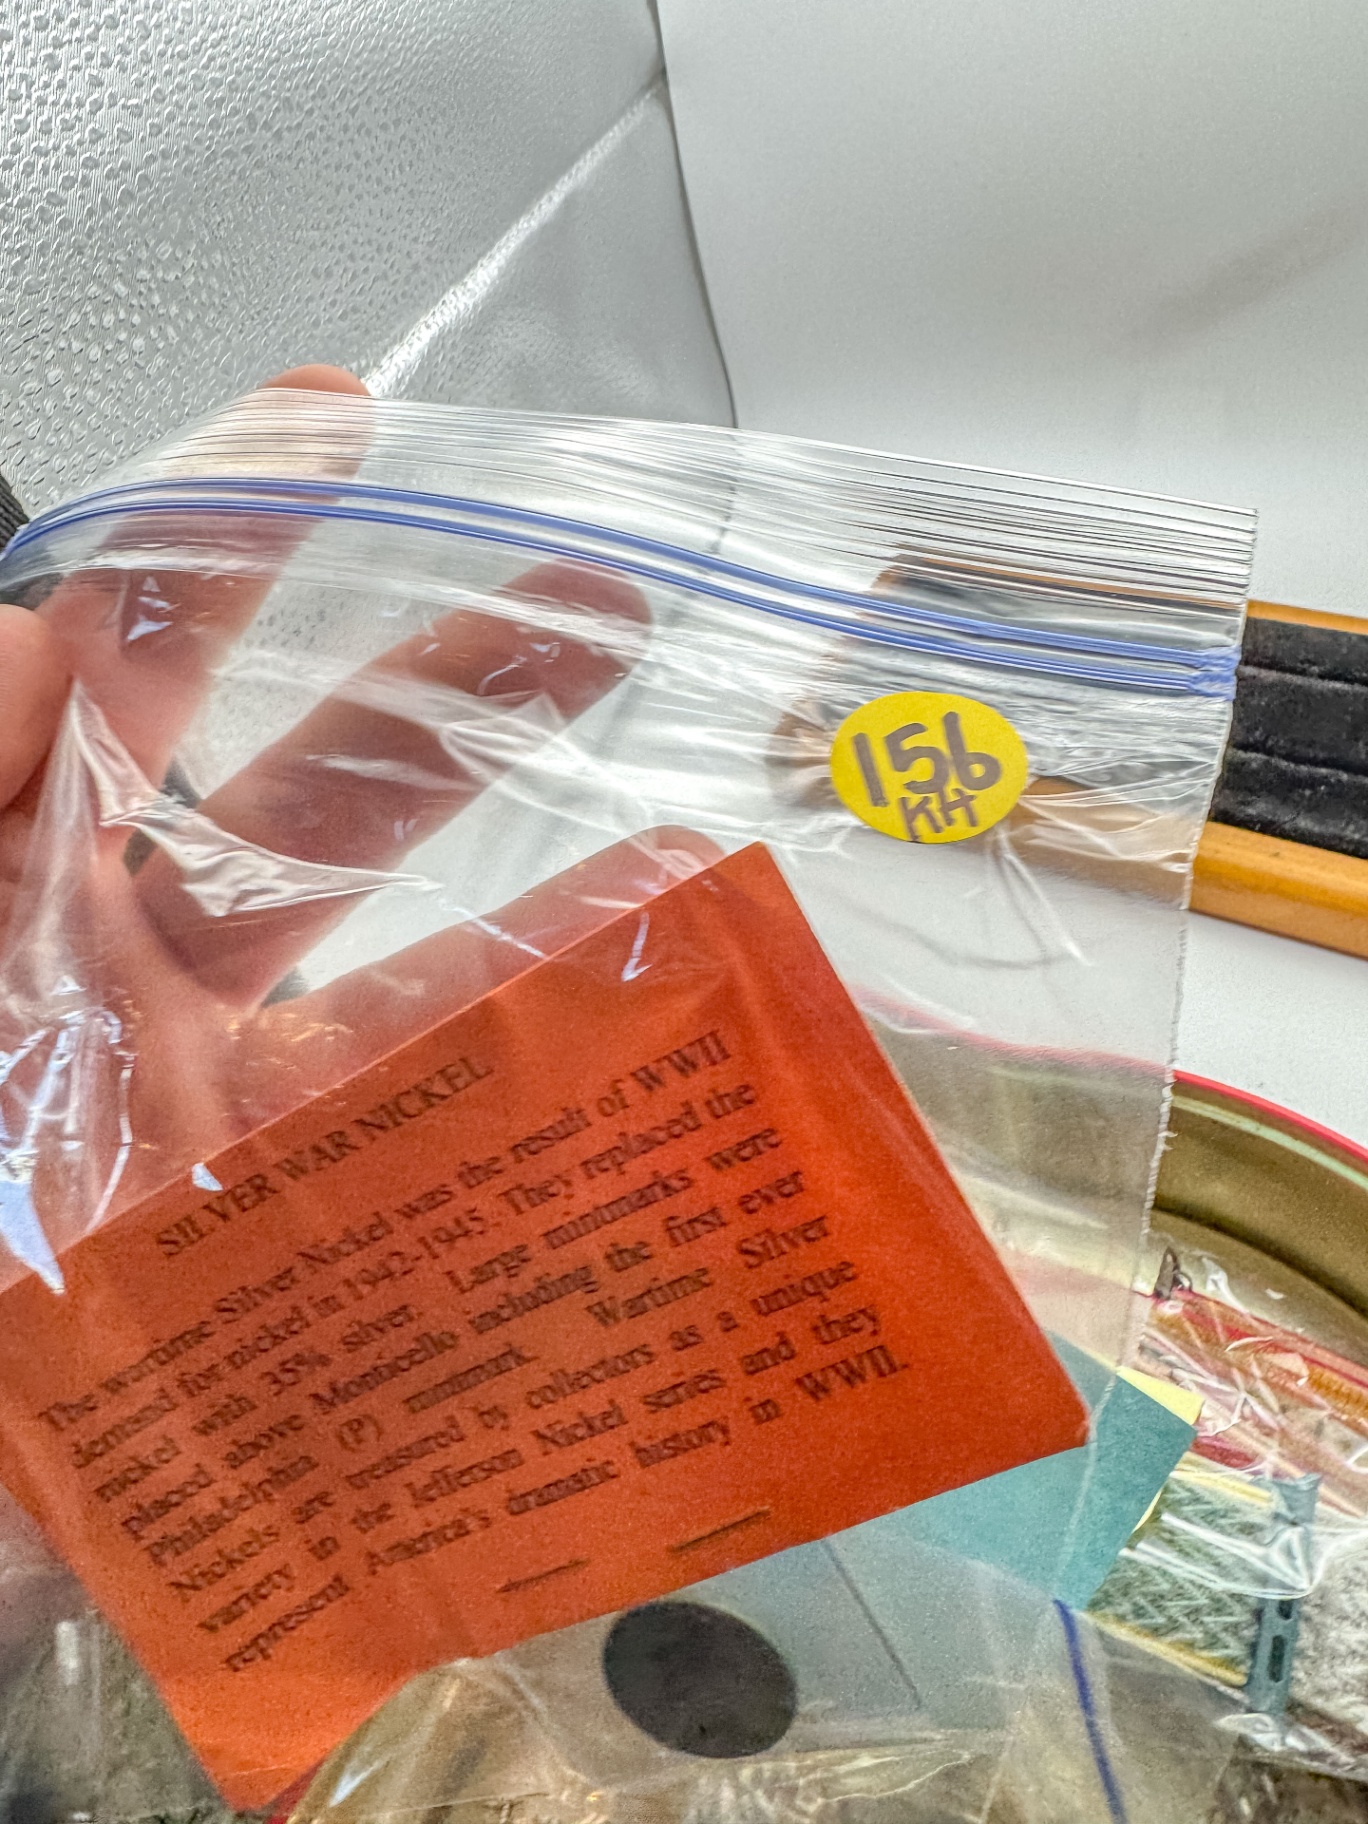 156
KH
SILVER WAR NICKEL
The wartime Silver Nickel was the result of WWII
demand for nickel in 1942-1945. They replaced the
nickel with 35% silver. Large mintmarks were
placed above Monticello including the first ever
Philadelphia (P) mintmark. Wartime Silver
Nickels are treasured by collectors as a unique
variety in the Jefferson Nickel series and they
represent America's dramatic history in WWII.